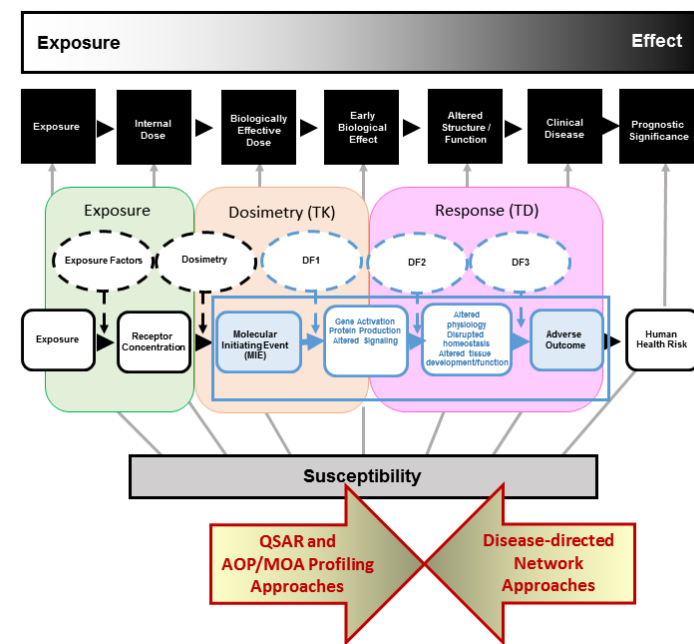 Exposure
Effect
Exposure
Internal
Dose
Biologically
Effective
Dose
Early
Biological
Effect
Altered
Structure /
Function
Clinical
Disease
Prognostic
Significance
Exposure
Dosimetry (TK)
Response (TD)
Exposure Factors
Dosimetry
DF1
DF2
DF3
Exposure
Receptor
Concentration
Molecular
Initiating Event
(MIE)
Gene Activation
Protein Production
Altered Signaling
Altered
physiology
Disrupted
homeostasis
Altered tissue
development/function
Adverse
Outcome
Human
Health Risk
Susceptibility
QSAR and
AOP/MOA Profiling
Approaches
Disease-directed
Network
Approaches